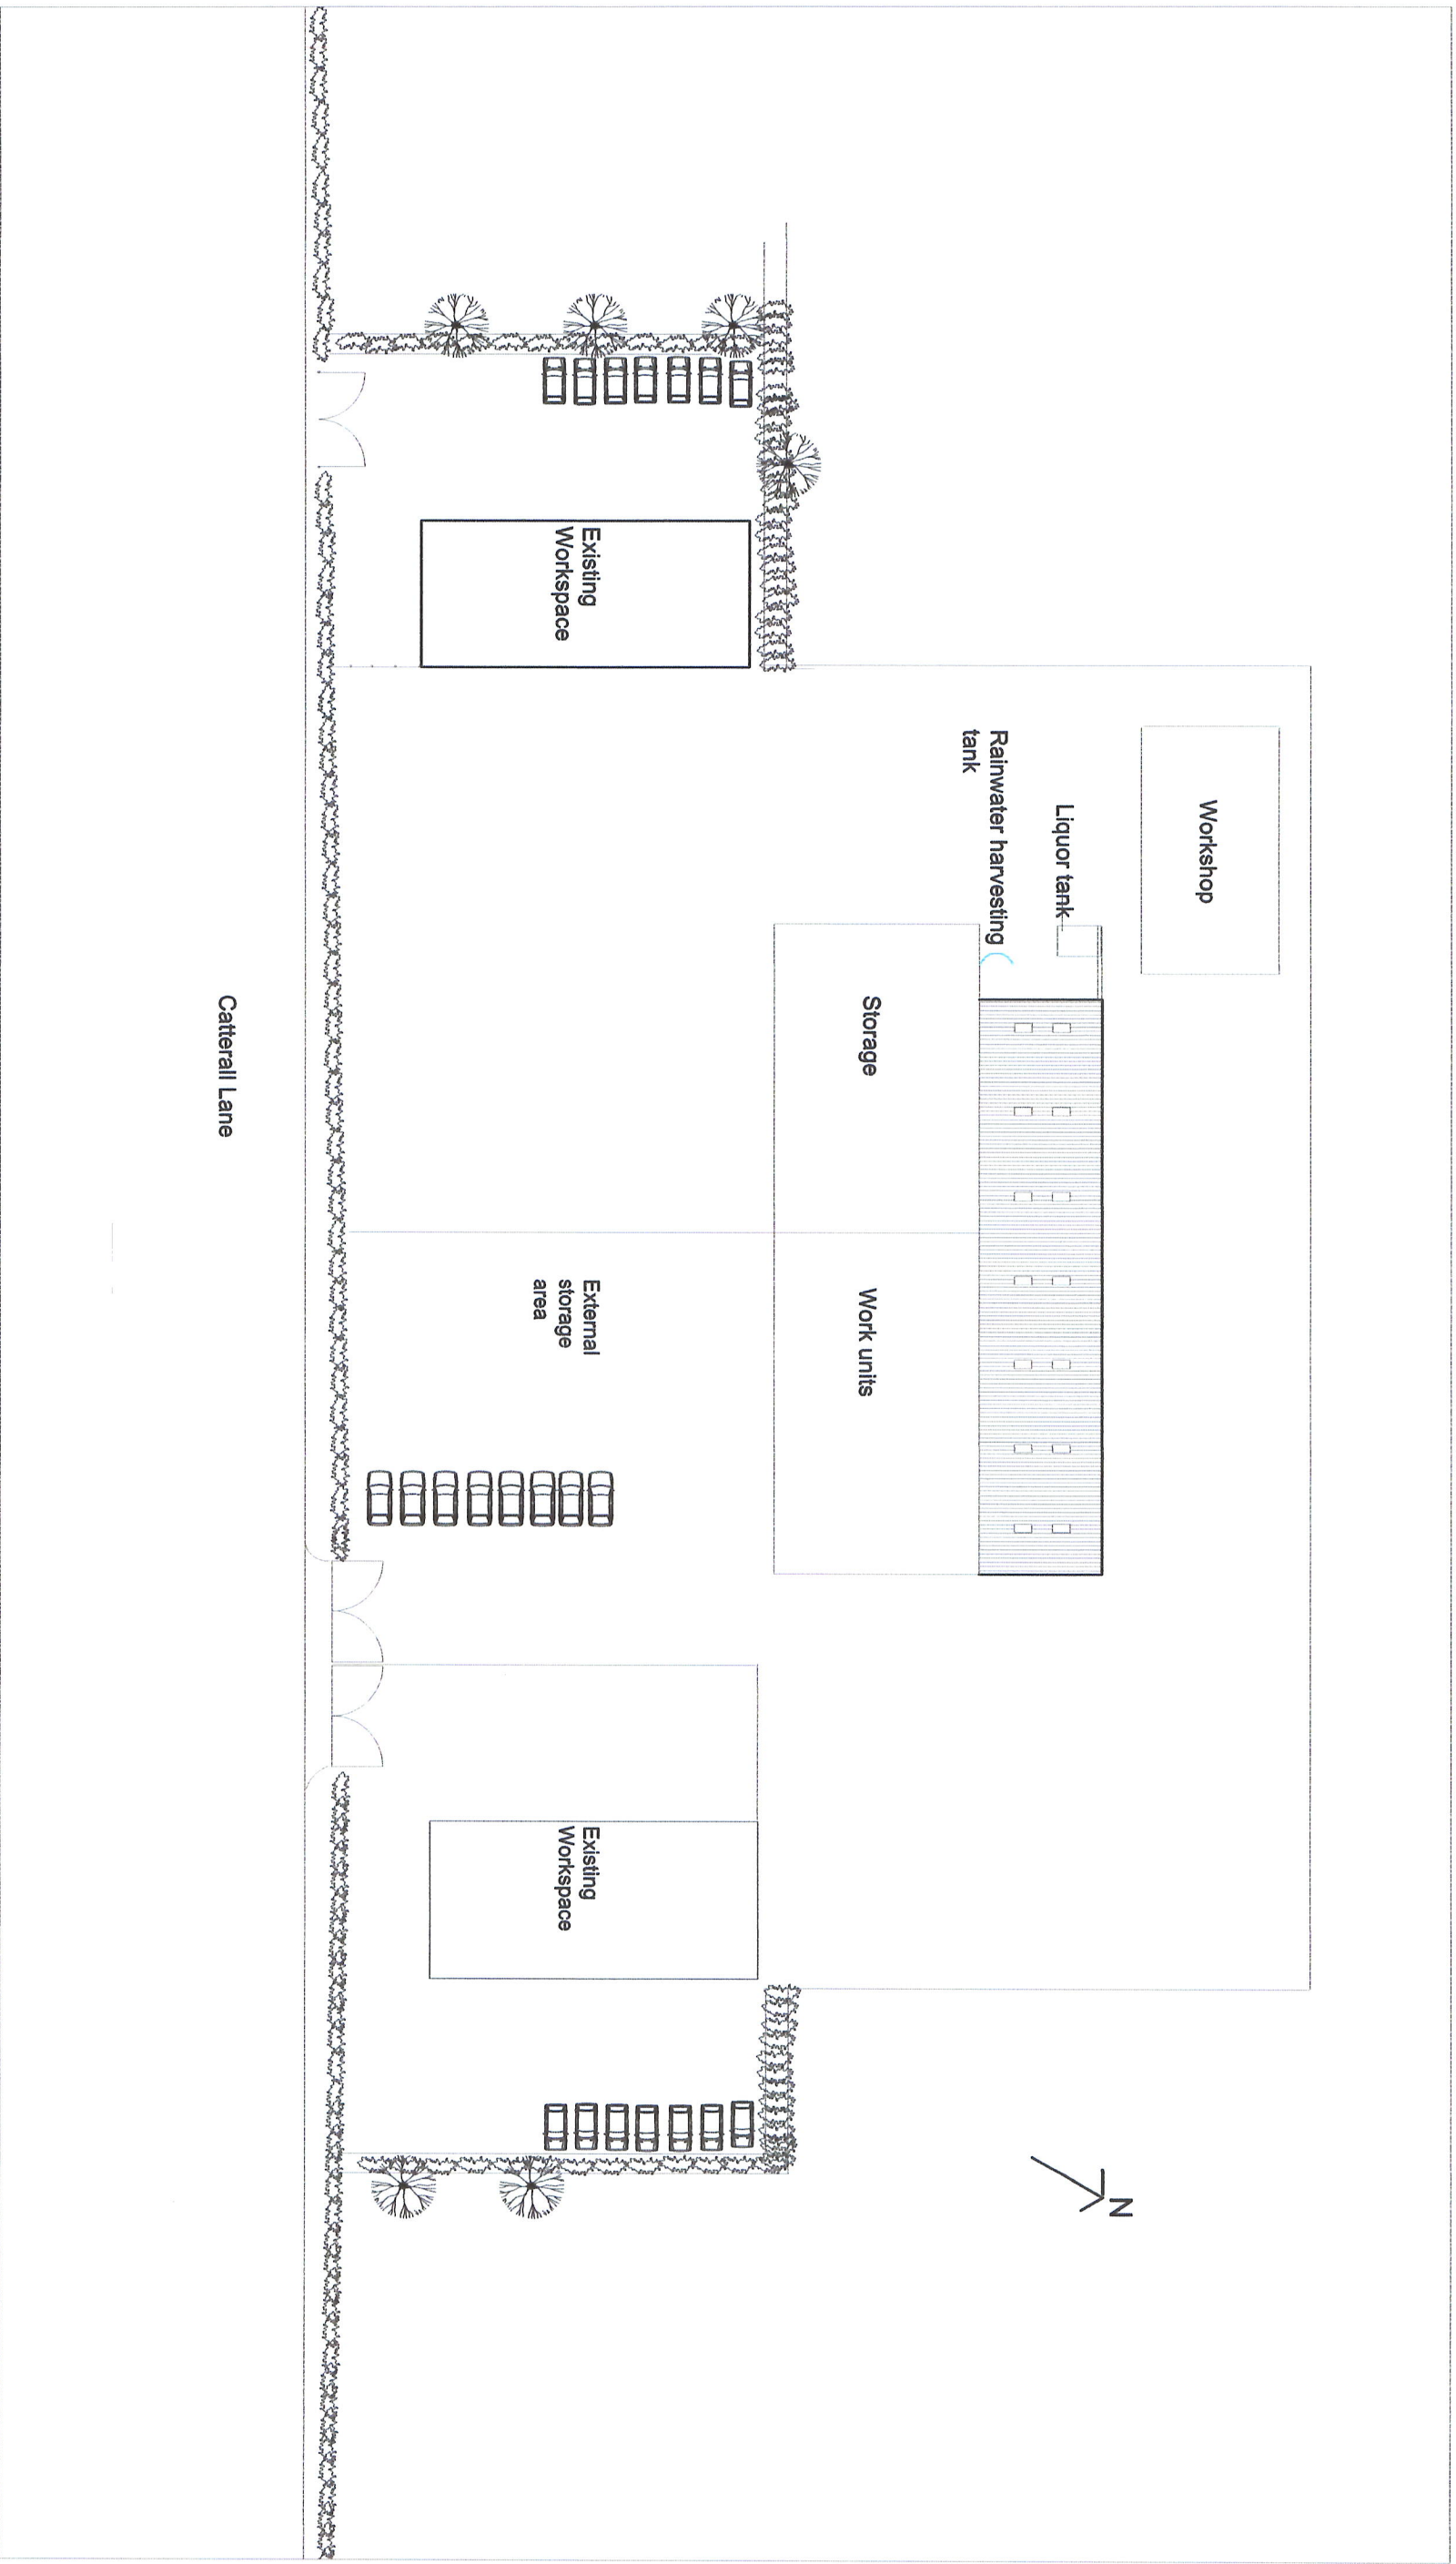 Workshop
Liquor tank
Rainwater harvesting
tank
Storage
Work units
Existing
Workspace
External
storage
area
Existing
Workspace
Catterall Lane
N